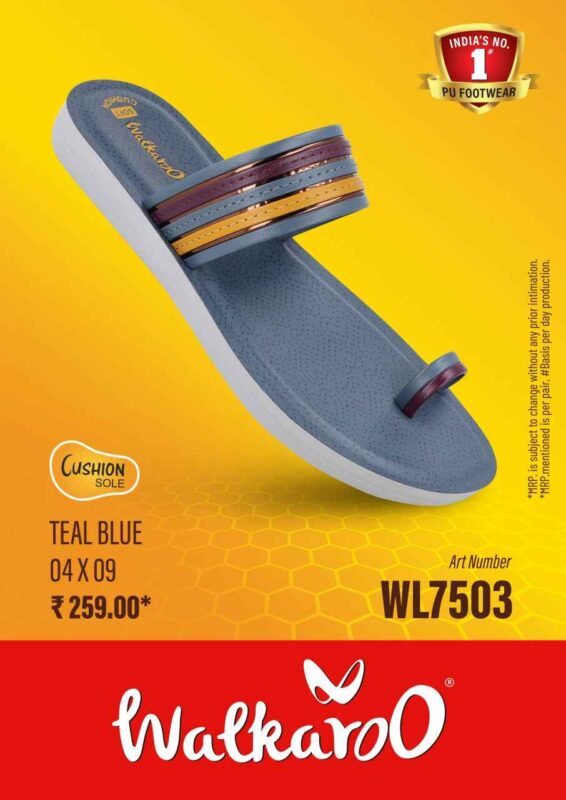 INDIA'S NO.
1#
PU FOOTWEAR
SOFT
CUSHION
Walkaroo
*MRP. is subject to change without any prior intimation.
*MRP.mentioned is per pair. #Basis per day production.
CUSHION
SOLE
TEAL BLUE
04 X 09
₹ 259.00*
Art Number
WL7503
Walkaroo®